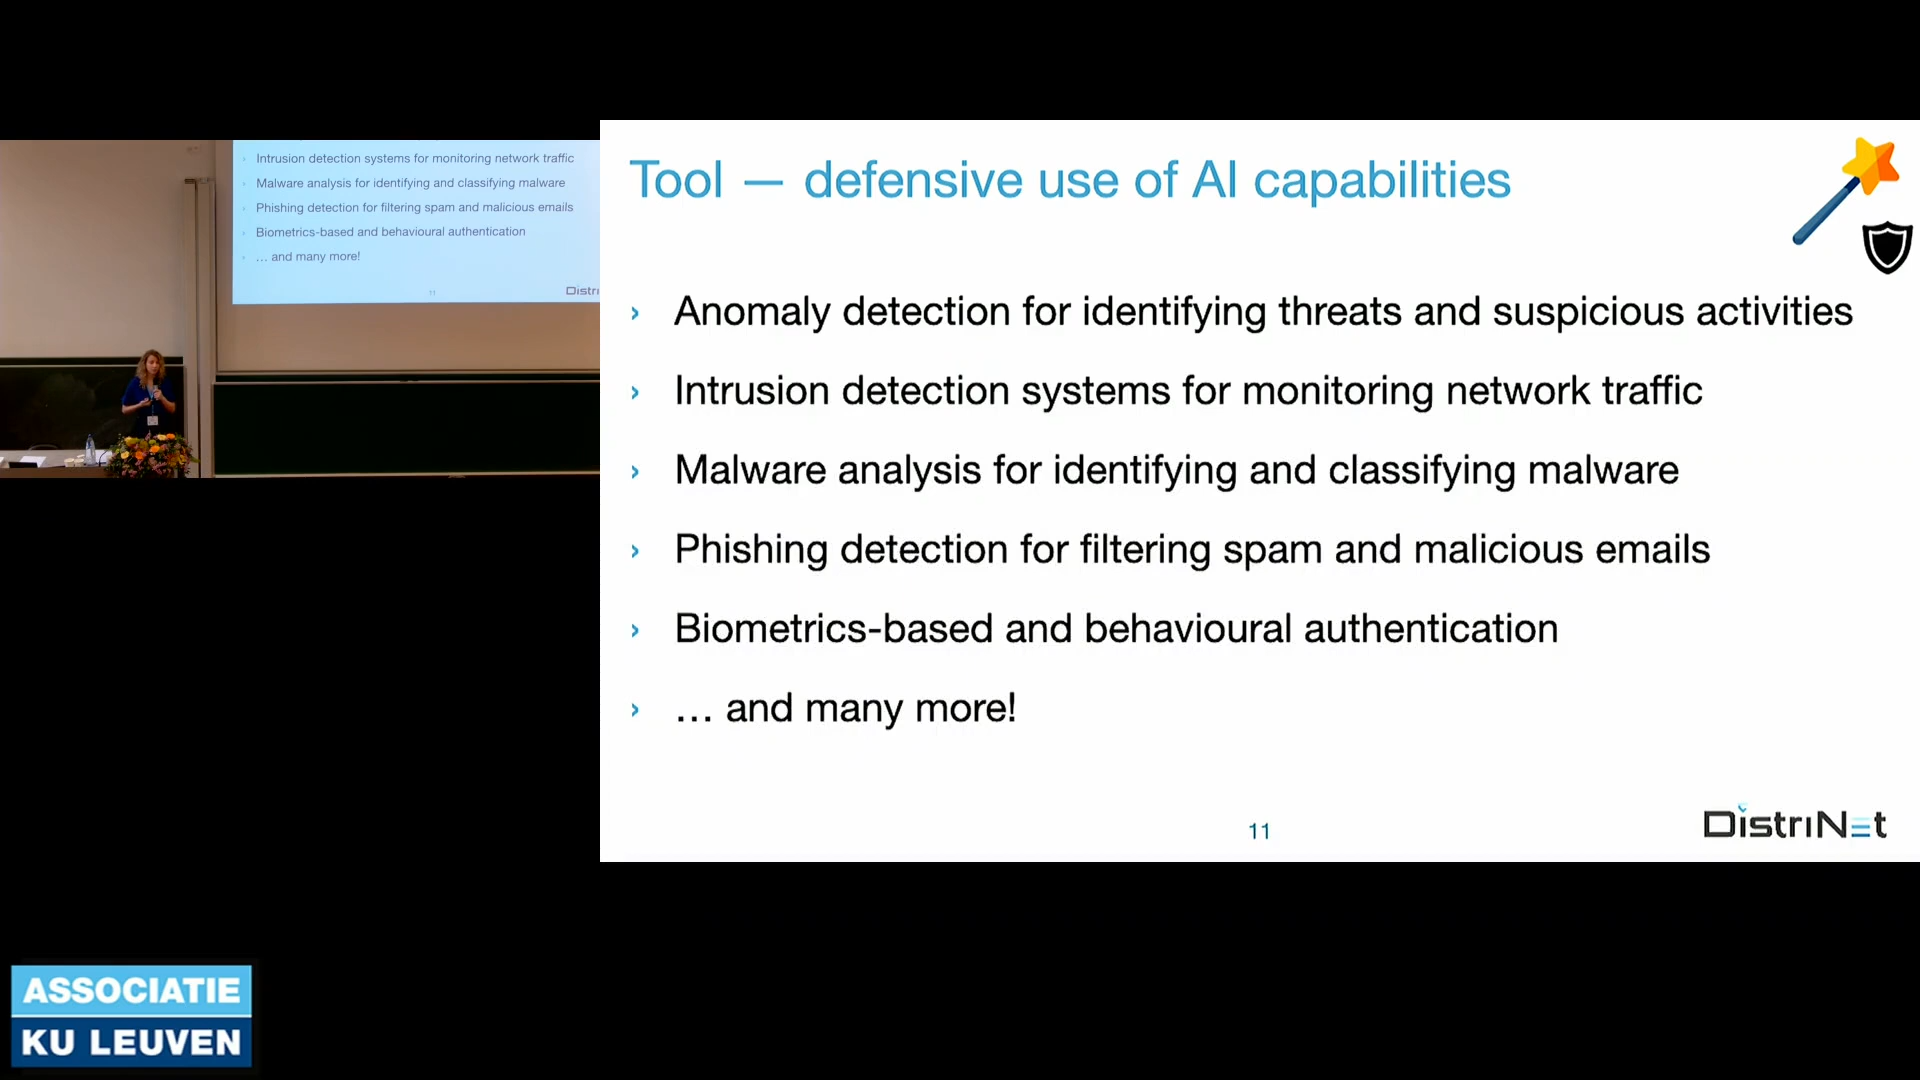 Intrusion detection systems for monitoring network traffic
Malware analysis for identifying and classifying malware
Phishing detection for filtering spam and malicious emails
Biometrics-based and behavioural authentication
… and many more!
11
Distri
Tool — defensive use of AI capabilities
› Anomaly detection for identifying threats and suspicious activities
› Intrusion detection systems for monitoring network traffic
› Malware analysis for identifying and classifying malware
› Phishing detection for filtering spam and malicious emails
› Biometrics-based and behavioural authentication
› … and many more!
11
DistriNet
ASSOCIATIE
KU LEUVEN